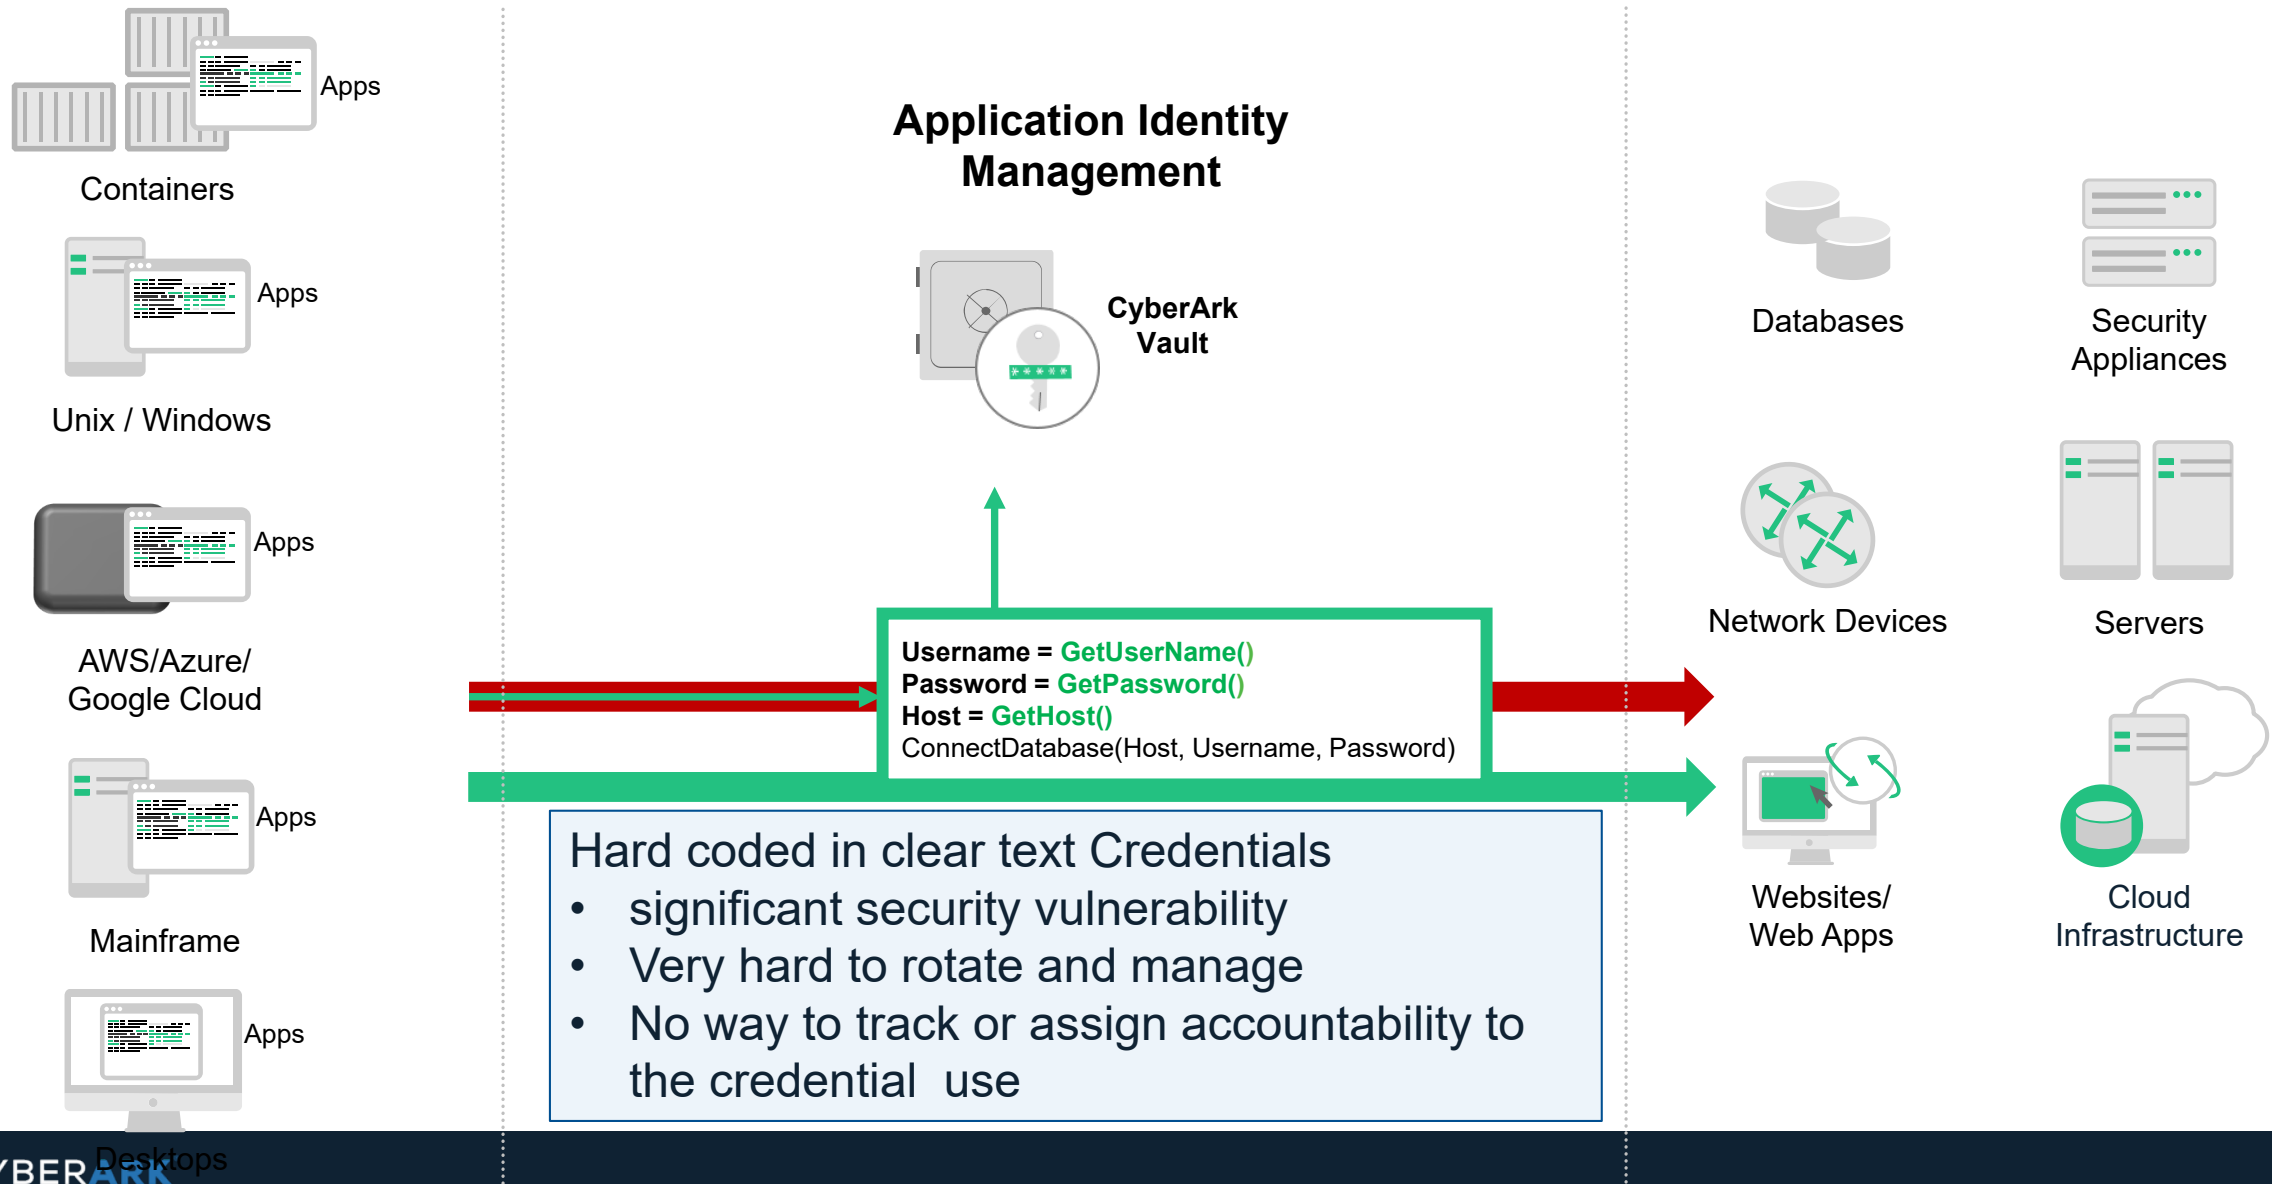 Apps
Containers
Apps
Unix / Windows
Apps
AWS/Azure/
Google Cloud
Apps
Mainframe
Apps
Desktops
Application Identity
Management
CyberArk
Vault
*****
Username = GetUserName()
Password = GetPassword()
Host = GetHost()
ConnectDatabase(Host, Username, Password)
Hard coded in clear text Credentials
• significant security vulnerability
• Very hard to rotate and manage
• No way to track or assign accountability to
the credential  use
Databases
Security
Appliances
Network Devices
Servers
Websites/
Web Apps
Cloud
Infrastructure
YBERARK